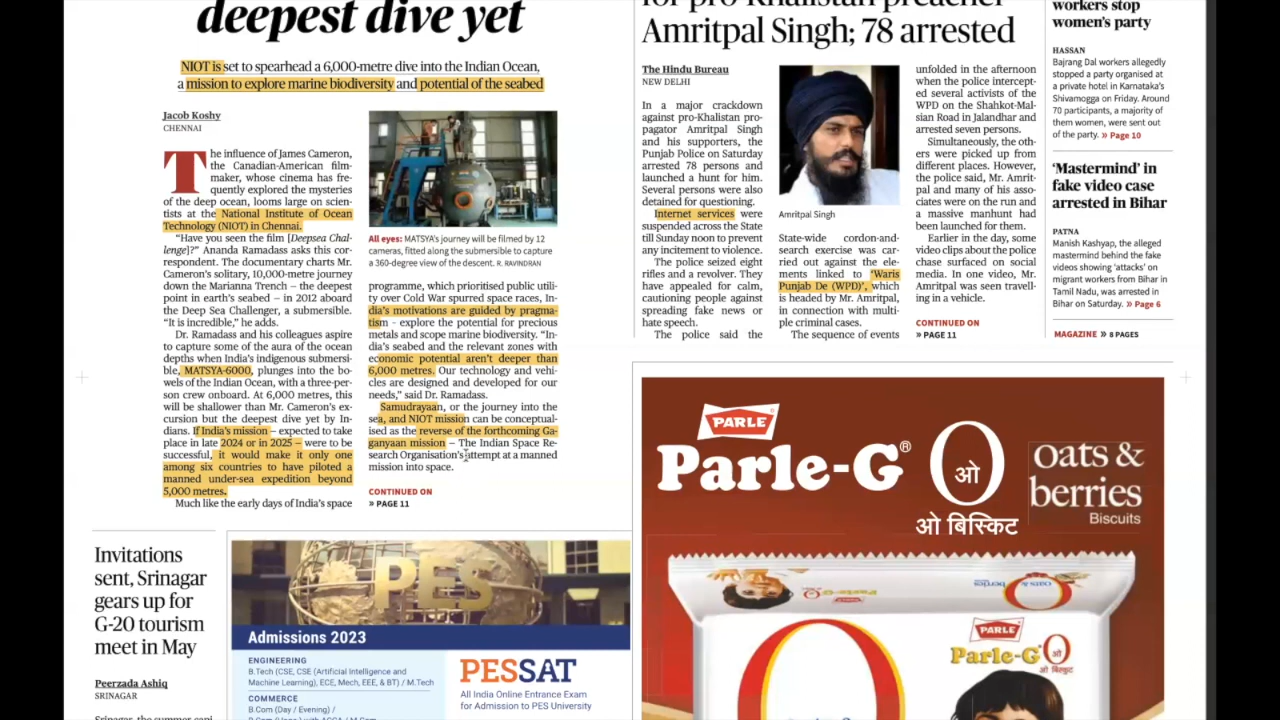 deepest dive yet
NIOT is set to spearhead a 6,000-metre dive into the Indian Ocean,
a mission to explore marine biodiversity and potential of the seabed
Jacob Koshy
CHENNAI
The influence of James Cameron,
the Canadian-American film-
maker, whose cinema has fre-
quently explored the mysteries
of the deep ocean, looms large on scien-
tists at the National Institute of Ocean
Technology (NIOT) in Chennai.
“Have you seen the film [Deepsea Chal-
lenge]?” Ananda Ramadass asks this cor-
respondent. The documentary charts Mr.
Cameron’s solitary, 10,000-metre journey
down the Marianna Trench – the deepest
point in earth’s seabed – in 2012 aboard
the Deep Sea Challenger, a submersible.
“It is incredible,” he adds.
Dr. Ramadass and his colleagues aspire
to capture some of the aura of the ocean
depths when India’s indigenous submersi-
ble, MATSYA-6000, plunges into the bo-
wels of the Indian Ocean, with a three-per-
son crew onboard. At 6,000 metres, this
will be shallower than Mr. Cameron’s ex-
cursion but the deepest dive yet by In-
dians. If India’s mission – expected to take
place in late 2024 or in 2025 – were to be
successful, it would make it only one
among six countries to have piloted a
manned under-sea expedition beyond
5,000 metres.
Much like the early days of India’s space
All eyes: MATSYA’s journey will be filmed by 12
cameras, fitted along the submersible to capture
a 360-degree view of the descent. R. RAVINDRAN
programme, which prioritised public utili-
ty over Cold War spurred space races, In-
dia’s motivations are guided by pragma-
tism – explore the potential for precious
metals and scope marine biodiversity. “In-
dia’s seabed and the relevant zones with
economic potential aren’t deeper than
6,000 metres. Our technology and vehi-
cles are designed and developed for our
needs,” said Dr. Ramadass.
Samudrayaan, or the journey into the
sea, and NIOT mission can be conceptual-
ised as the reverse of the forthcoming Ga-
ganyaan mission – The Indian Space Re-
search Organisation’s attempt at a manned
mission into space.
CONTINUED ON
» PAGE 11
for pro-Khalistan preacher
Amritpal Singh; 78 arrested
The Hindu Bureau
NEW DELHI
In a major crackdown
against pro-Khalistan pro-
pagator Amritpal Singh
and his supporters, the
Punjab Police on Saturday
arrested 78 persons and
launched a hunt for him.
Several persons were also
detained for questioning.
Internet services were
suspended across the State
till Sunday noon to prevent
any incitement to violence.
The police seized eight
rifles and a revolver. They
have appealed for calm,
cautioning people against
spreading fake news or
hate speech.
The police said the
Amritpal Singh
State-wide cordon-and-
search exercise was car-
ried out against the ele-
ments linked to ‘Waris
Punjab De (WPD)’, which
is headed by Mr. Amritpal,
in connection with multi-
ple criminal cases.
The sequence of events
unfolded in the afternoon
when the police intercept-
ed several activists of the
WPD on the Shahkot-Mal-
sian Road in Jalandhar and
arrested seven persons.
Simultaneously, the oth-
ers were picked up from
different places. However,
the police said, Mr. Amrit-
pal and many of his asso-
ciates were on the run and
a massive manhunt had
been launched for them.
Earlier in the day, some
video clips about the police
chase surfaced on social
media. In one video, Mr.
Amritpal was seen travell-
ing in a vehicle.
CONTINUED ON
» PAGE 11
workers stop
women’s party
HASSAN
Bajrang Dal workers allegedly
stopped a party organised at
a private hotel in Karnataka’s
Shivamogga on Friday. Around
70 participants, a majority of
them women, were sent out
of the party. » Page 10
‘Mastermind’ in
fake video case
arrested in Bihar
PATNA
Manish Kashyap, the alleged
mastermind behind the fake
videos showing ‘attacks’ on
migrant workers from Bihar in
Tamil Nadu, was arrested in
Bihar on Saturday. » Page 6
MAGAZINE » 8 PAGES
Invitations
sent, Srinagar
gears up for
G-20 tourism
meet in May
Peerzada Ashiq
SRINAGAR
Srinagar, the summer capi-
PES
Admissions 2023
ENGINEERING
B.Tech (CSE, CSE (Artificial Intelligence and
Machine Learning), ECE, Mech, EEE, & BT) / M.Tech
COMMERCE
B.Com (Day / Evening) /
PESSAT
All India Online Entrance Exam
for Admission to PES University
PARLE
Parle-G®
ओ
ओ बिस्किट
oats &
berries
Biscuits
oats &
berries
PARLE
Parle-G
ओ
ओ बिस्किट